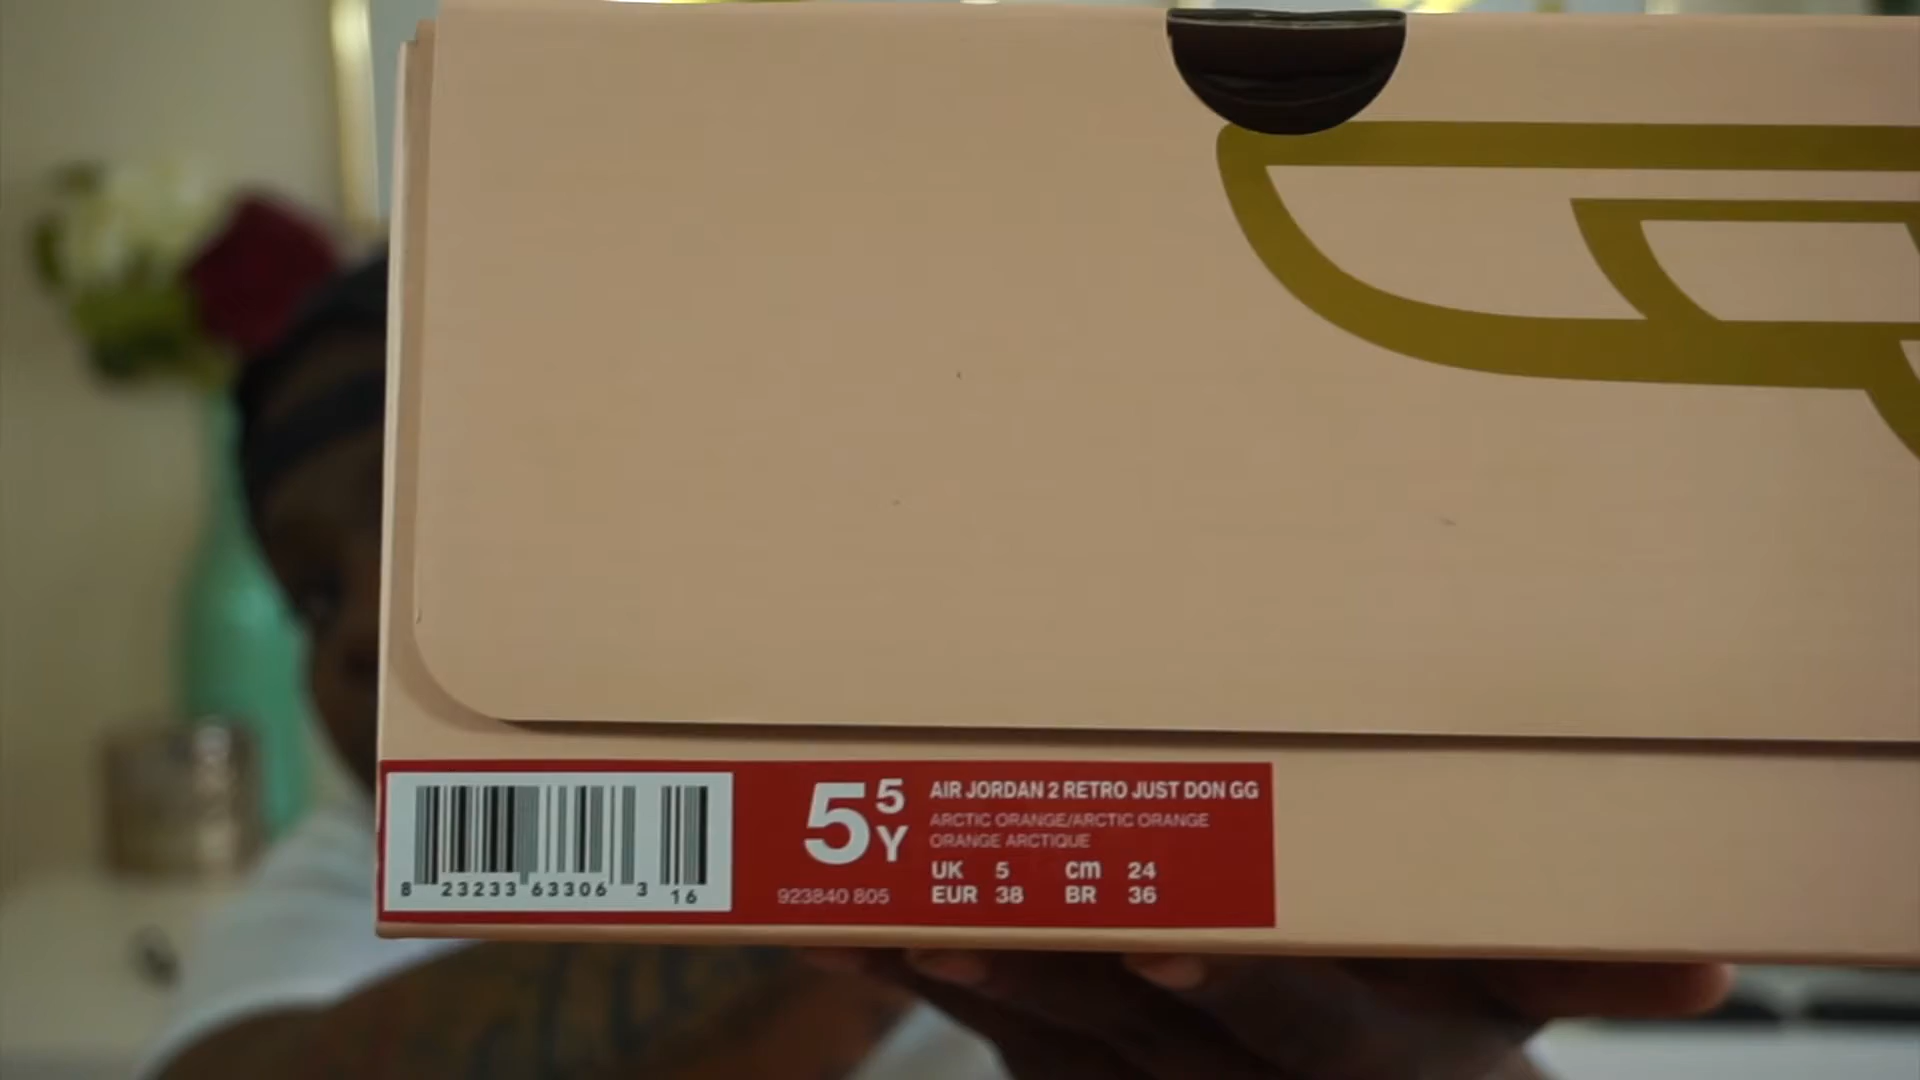 5 5 Y
AIR JORDAN 2 RETRO JUST DON GG
ARCTIC ORANGE/ARCTIC ORANGE
ORANGE ARCTIQUE
UK 5 cm 24
EUR 38 BR 36
923840 805
8 23233 63306 3 16